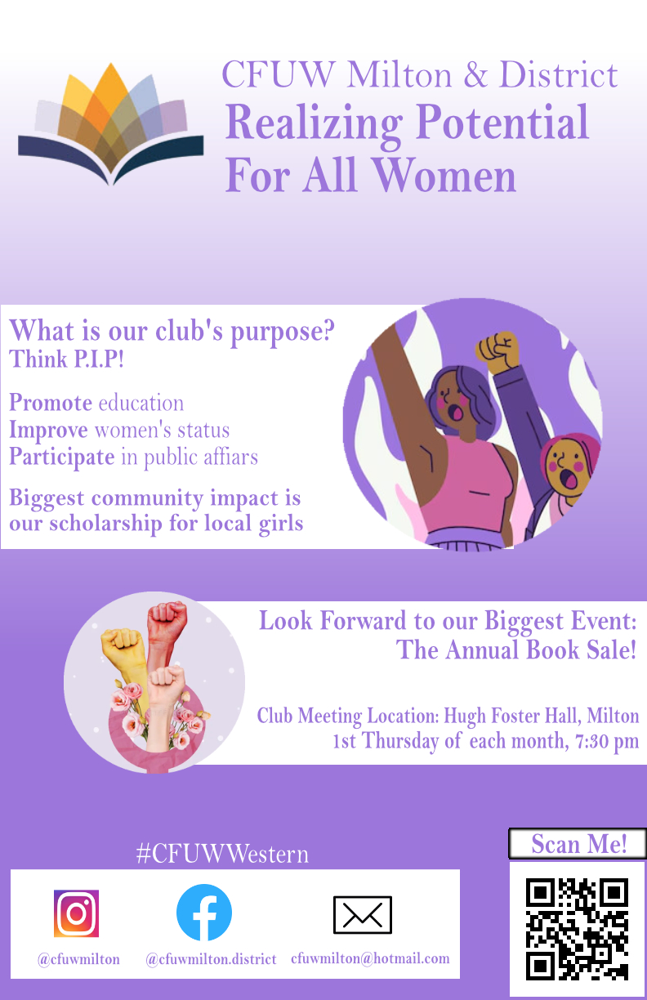 CFUW Milton & District
Realizing Potential
For All Women
What is our club's purpose?
Think P.I.P!
Promote education
Improve women's status
Participate in public affiars
Biggest community impact is
our scholarship for local girls
Look Forward to our Biggest Event:
The Annual Book Sale!
Club Meeting Location: Hugh Foster Hall, Milton
1st Thursday of each month, 7:30 pm
#CFUWWestern
@cfuwmilton
@cfuwmilton.district
cfuwmilton@hotmail.com
Scan Me!